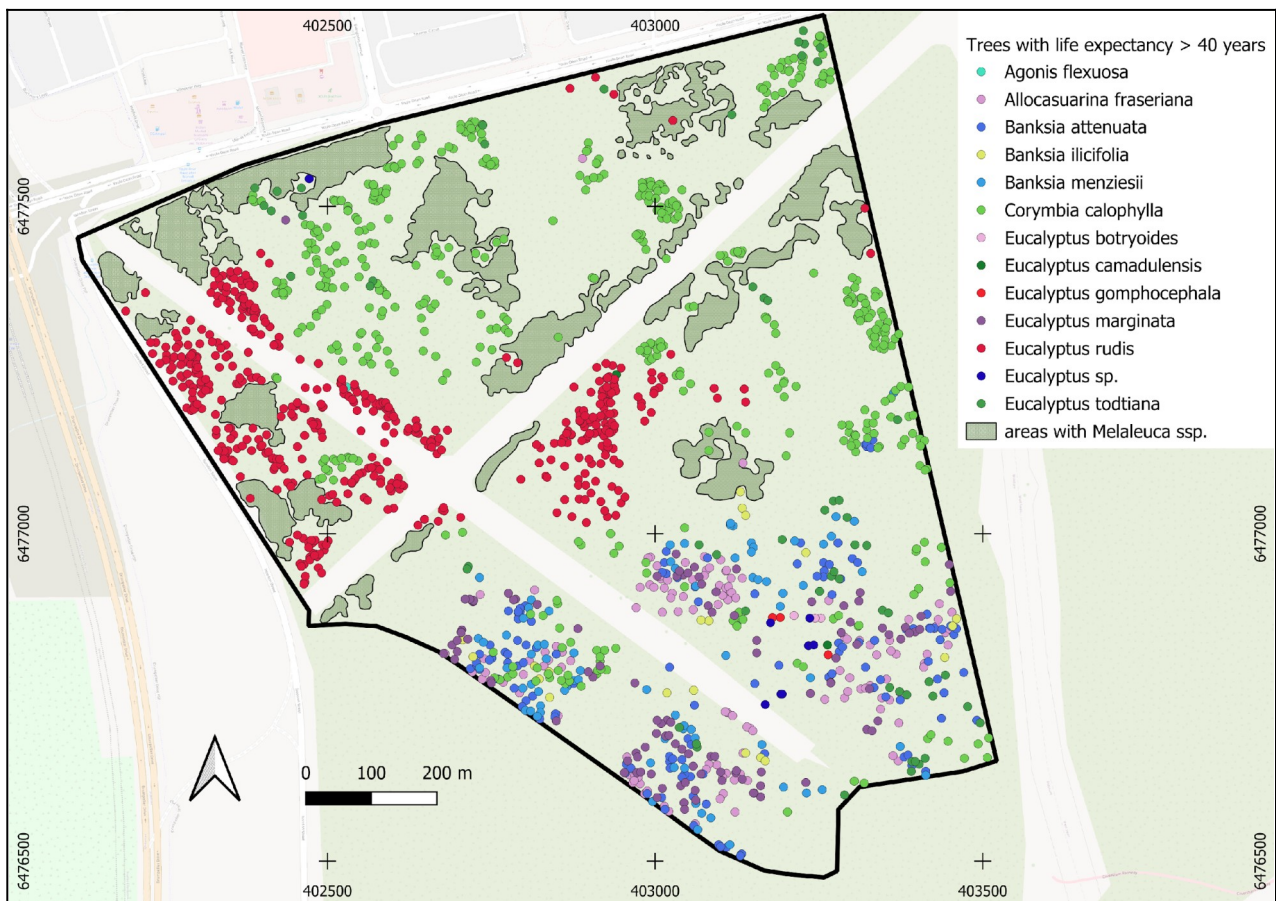 402500
403000
Trees with life expectancy > 40 years
Agonis flexuosa
Allocasuarina fraseriana
Banksia attenuata
Banksia ilicifolia
Banksia menziesii
Corymbia calophylla
Eucalyptus botryoides
Eucalyptus camadulensis
Eucalyptus gomphocephala
Eucalyptus marginata
Eucalyptus rudis
Eucalyptus sp.
Eucalyptus todtiana
areas with Melaleuca ssp.
6477500
6477500
6477000
6477000
0 100 200 m
6476500
6476500
402500
403000
403500